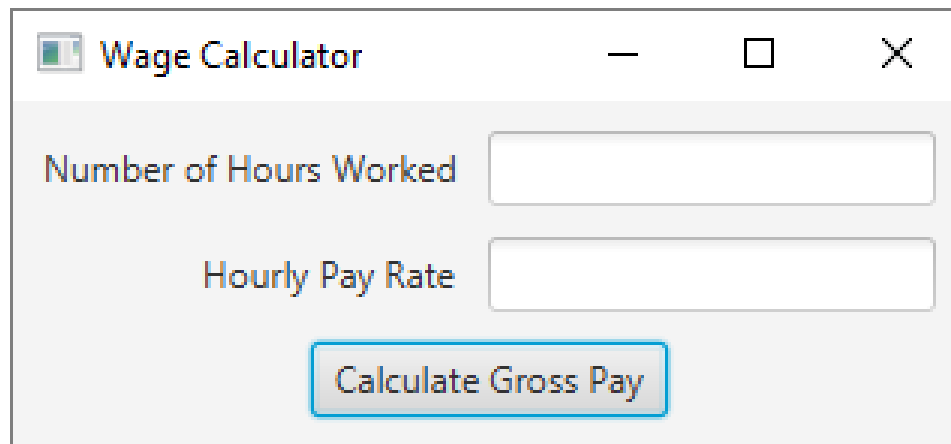 Wage Calculator
Number of Hours Worked
Hourly Pay Rate
Calculate Gross Pay